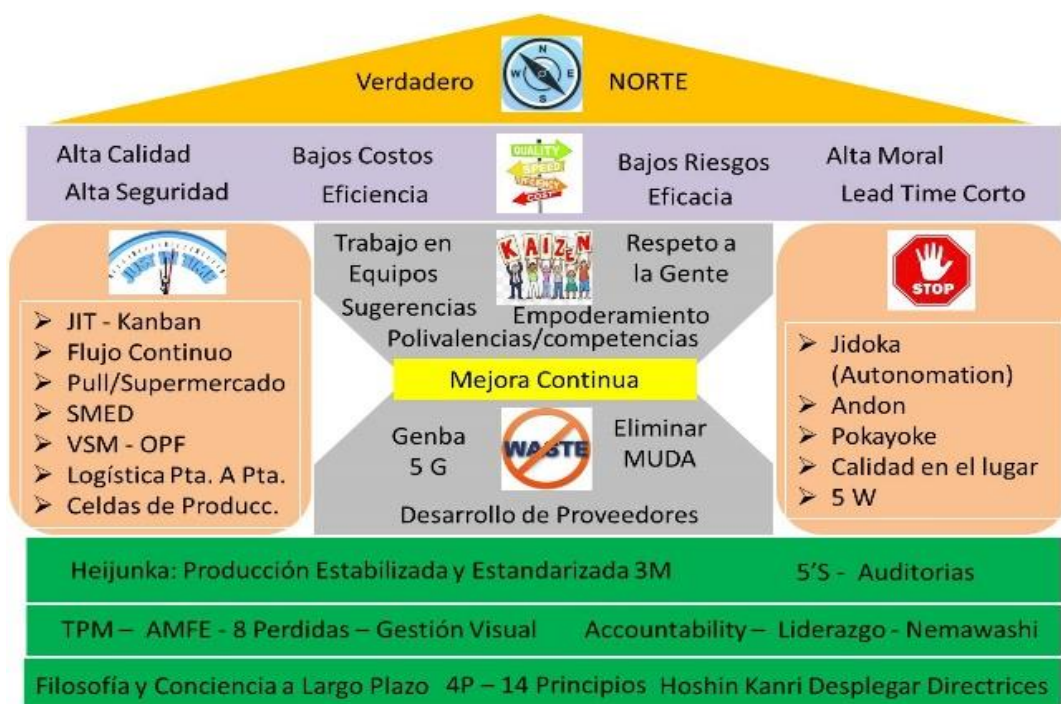 Verdadero NORTE
N
W E
S
Alta Calidad
Alta Seguridad
Bajos Costos
Eficiencia
QUALITY
SPEED
EFFICIENCY
COST
Bajos Riesgos
Eficacia
Alta Moral
Lead Time Corto
JUST IN TIME
➢ JIT - Kanban
➢ Flujo Continuo
➢ Pull/Supermercado
➢ SMED
➢ VSM - OPF
➢ Logística Pta. A Pta.
➢ Celdas de Producc.
Trabajo en
Equipos
Sugerencias
KAIZEN
Respeto a
la Gente
Empoderamiento
Polivalencias/competencias
Mejora Continua
Genba
5 G
WASTE
Eliminar
MUDA
Desarrollo de Proveedores
STOP
➢ Jidoka
(Autonomation)
➢ Andon
➢ Pokayoke
➢ Calidad en el lugar
➢ 5 W
Heijunka: Producción Estabilizada y Estandarizada 3M 5'S - Auditorias
TPM – AMFE - 8 Perdidas – Gestión Visual Accountability – Liderazgo - Nemawashi
Filosofía y Conciencia a Largo Plazo 4P – 14 Principios Hoshin Kanri Desplegar Directrices